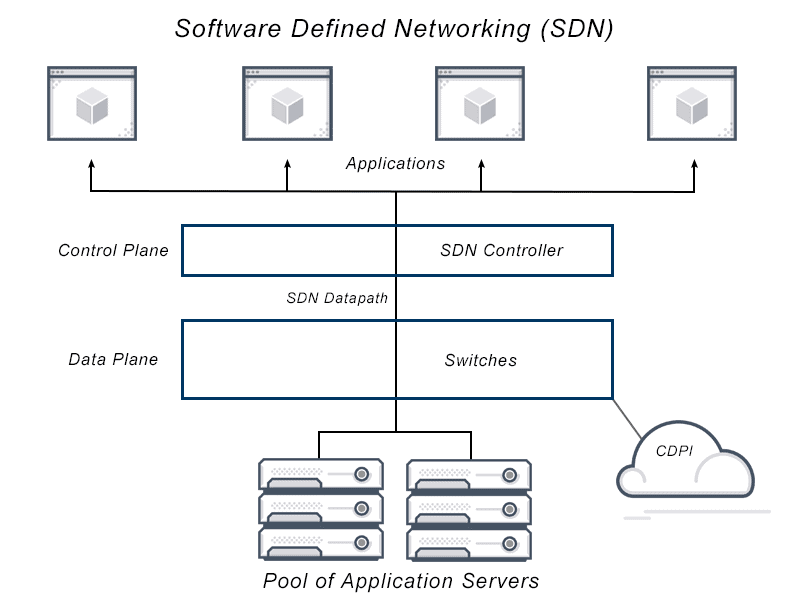 Software Defined Networking (SDN)
Applications
Control Plane
SDN Controller
SDN Datapath
Data Plane
Switches
CDPI
Pool of Application Servers